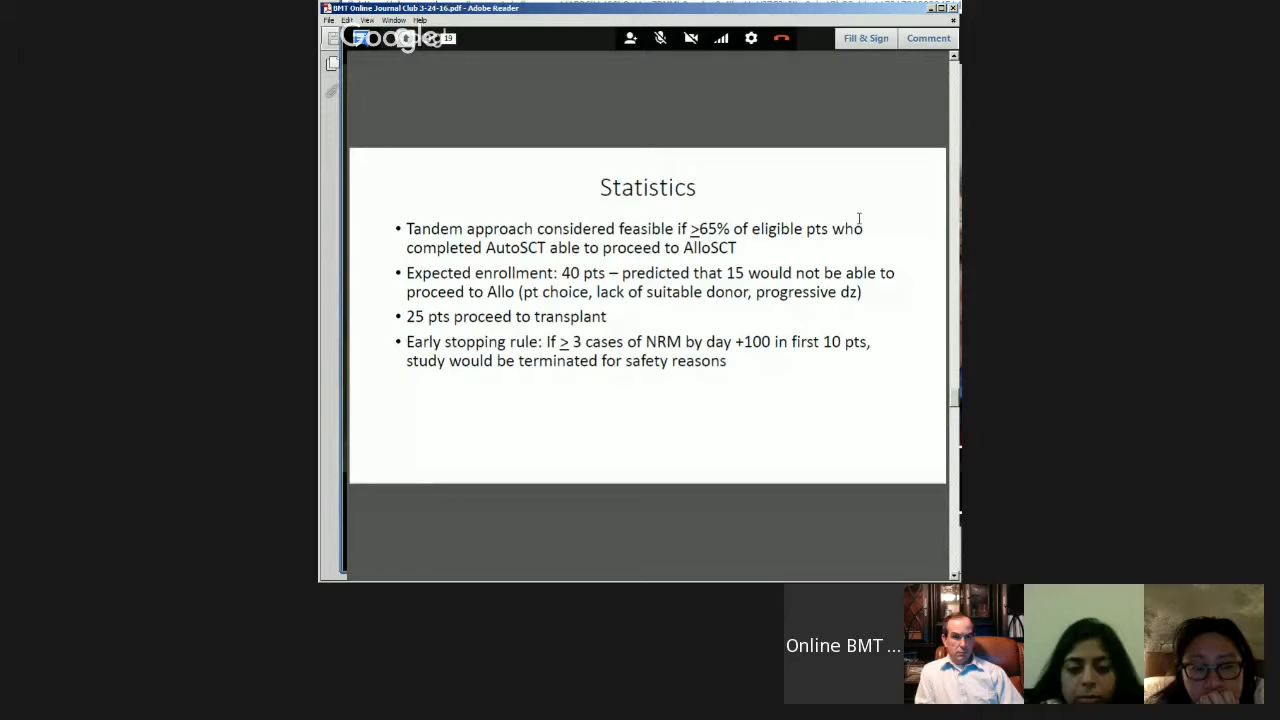 BMT Online Journal Club 3-24-16.pdf - Adobe Reader
File Edit View Window Help
Google
19
Fill & Sign
Comment
Statistics
• Tandem approach considered feasible if >65% of eligible pts who
completed AutoSCT able to proceed to AlloSCT
• Expected enrollment: 40 pts – predicted that 15 would not be able to
proceed to Allo (pt choice, lack of suitable donor, progressive dz)
• 25 pts proceed to transplant
• Early stopping rule: If > 3 cases of NRM by day +100 in first 10 pts,
study would be terminated for safety reasons
Online BMT ...